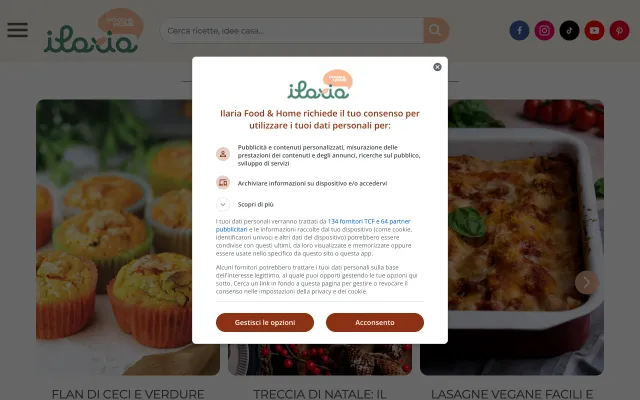 FOOD & HOME
ilaria
Cerca ricette, idee casa...
FOOD & HOME
ilaria
Ilaria Food & Home richiede il tuo consenso per
utilizzare i tuoi dati personali per:
Pubblicità e contenuti personalizzati, misurazione delle
prestazioni dei contenuti e degli annunci, ricerche sul pubblico,
sviluppo di servizi
Archiviare informazioni su dispositivo e/o accedervi
Scopri di più
I tuoi dati personali verranno trattati da 134 fornitori TCF e 64 partner
pubblicitari e le informazioni raccolte dal tuo dispositivo (come cookie,
identificatori univoci e altri dati del dispositivo) potrebbero essere
condivise con questi ultimi, da loro visualizzate e memorizzate oppure
essere usate nello specifico da questo sito o questa app.
Alcuni fornitori potrebbero trattare i tuoi dati personali sulla base
dell'interesse legittimo, al quale puoi opporti gestendo le tue opzioni qui
sotto. Cerca un link in fondo a questa pagina per gestire o revocare il
consenso nelle impostazioni della privacy e dei cookie.
Gestisci le opzioni
Acconsento
FLAN DI CECI E VERDURE
TRECCIA DI NATALE: IL
LASAGNE VEGANE FACILI E